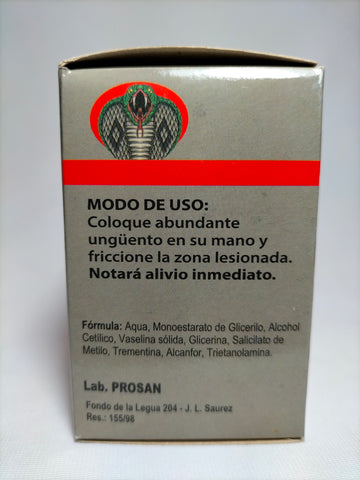 MODO DE USO:
Coloque abundante
ungüento en su mano y
friccione la zona lesionada.
Notará alivio inmediato.
Fórmula: Aqua, Monoestarato de Glicerilo, Alcohol
Cetílico, Vaselina sólida, Glicerina, Salicilato de
Metilo, Trementina, Alcanfor, Trietanolamina.
Lab. PROSAN
Fondo de la Legua 204 - J. L. Saurez
Res.: 155/98